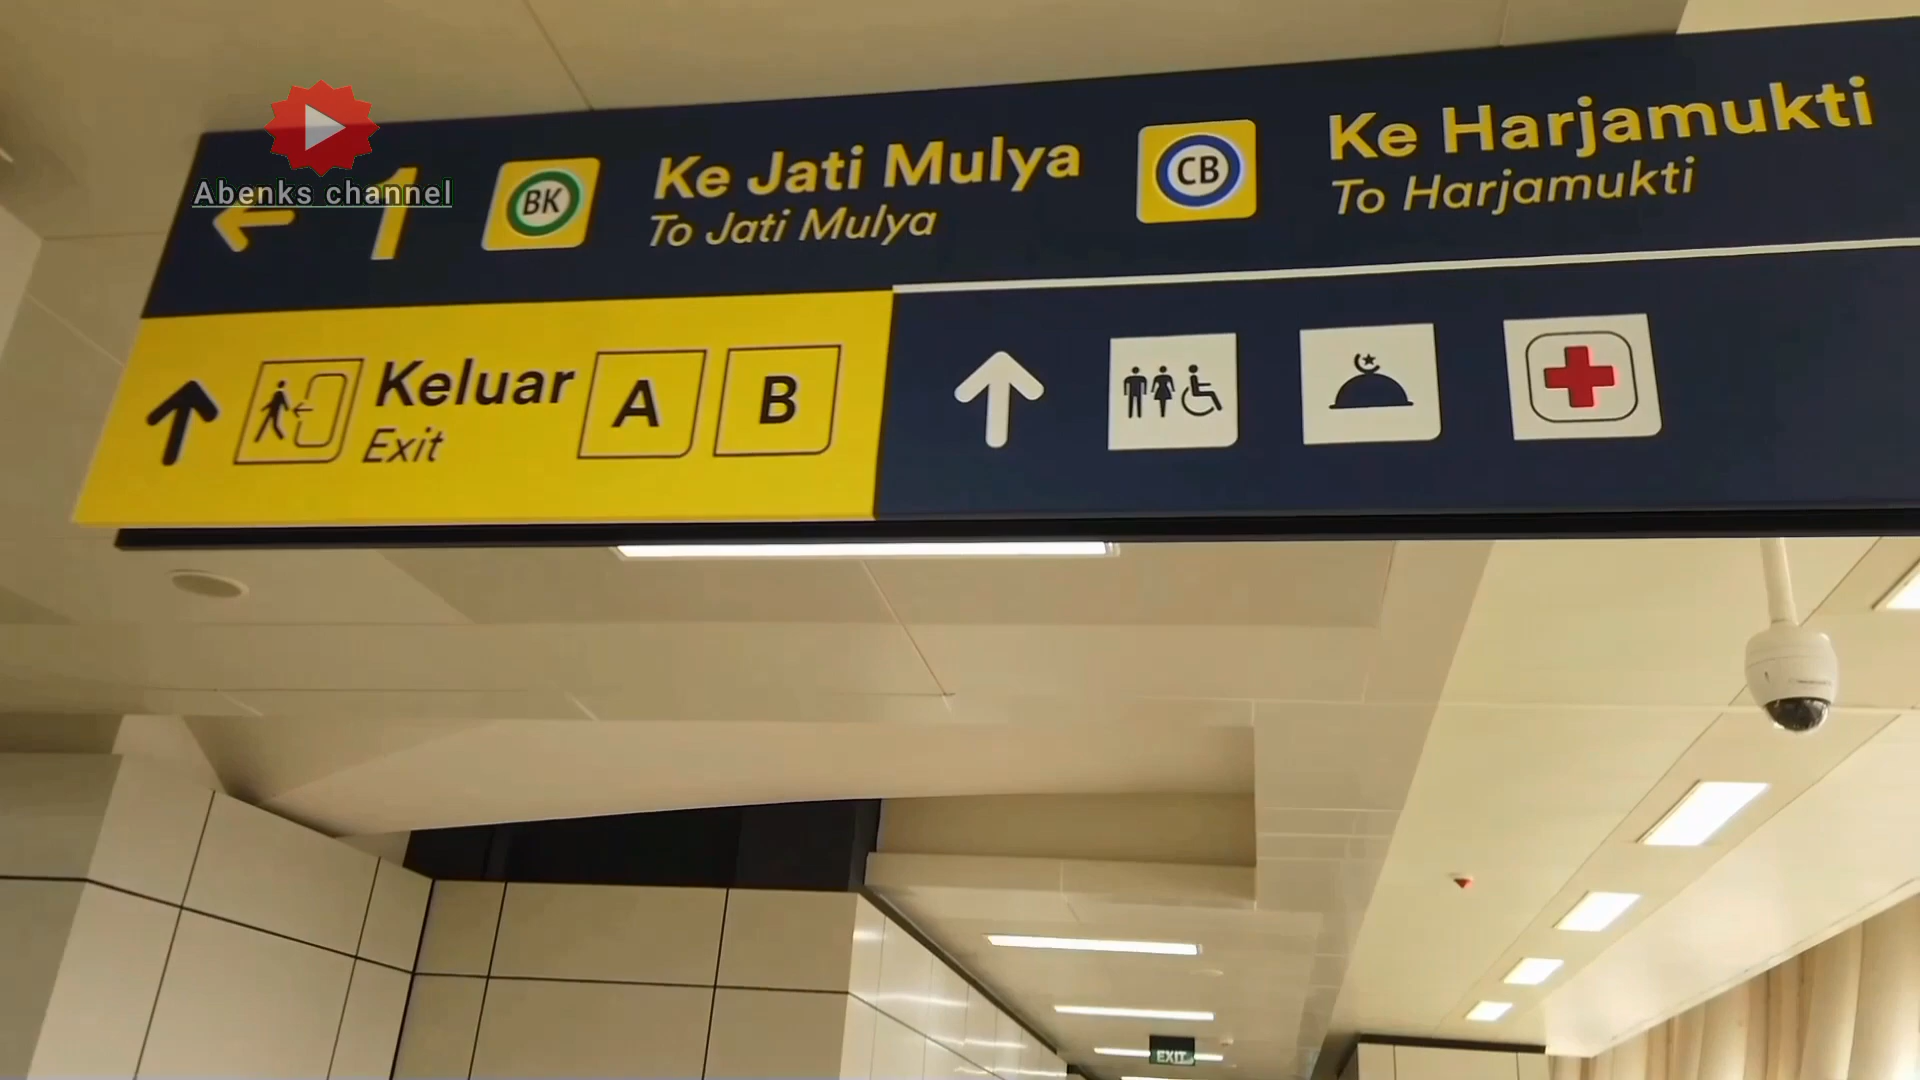 Abenks channel
1
BK
Ke Jati Mulya
To Jati Mulya
CB
Ke Harjamukti
To Harjamukti
Keluar
Exit
A
B
EXIT